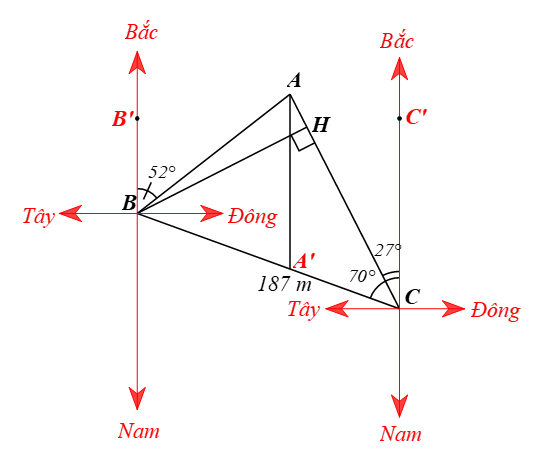 Bắc
Bắc
A
B'
H
C'
52°
B
Tây
Đông
27°
A'
70°
187 m
C
Tây
Đông
Nam
Nam